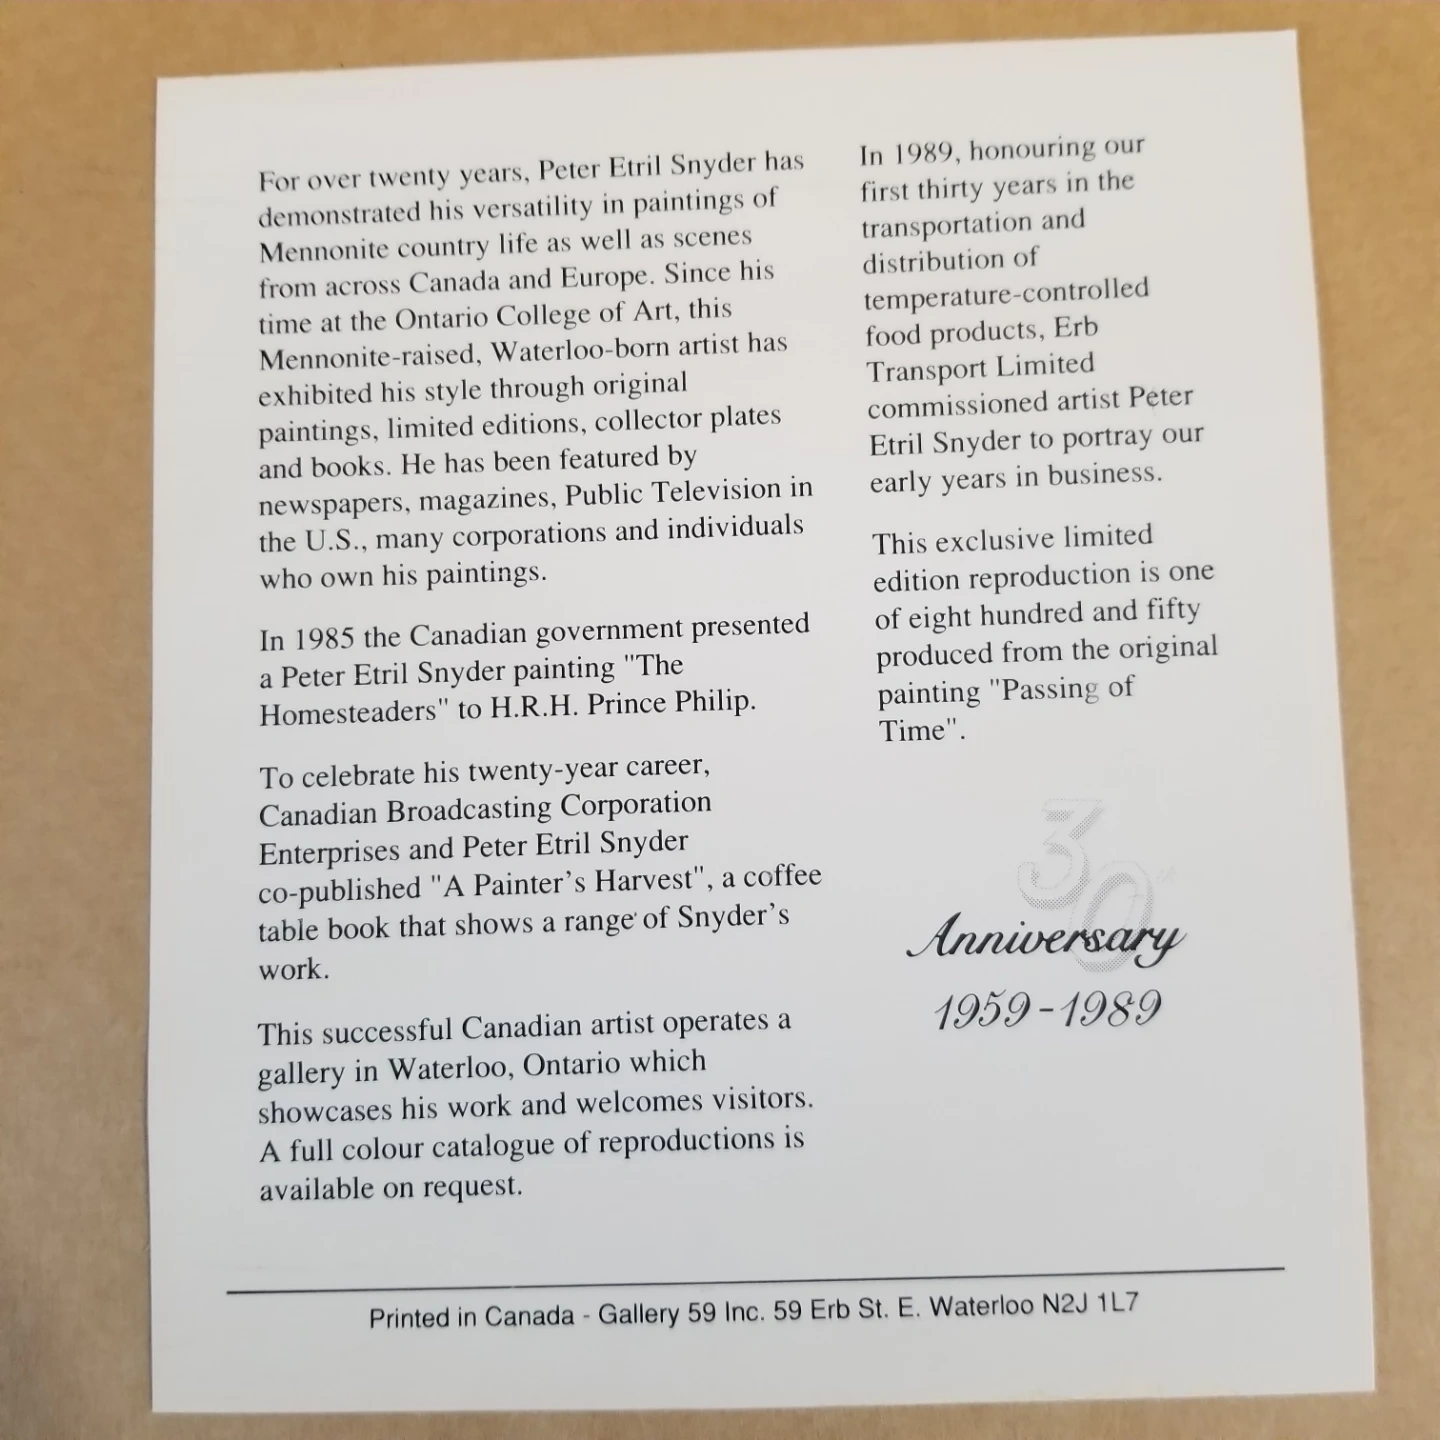 For over twenty years, Peter Etril Snyder has
demonstrated his versatility in paintings of
Mennonite country life as well as scenes
from across Canada and Europe. Since his
time at the Ontario College of Art, this
Mennonite-raised, Waterloo-born artist has
exhibited his style through original
paintings, limited editions, collector plates
and books. He has been featured by
newspapers, magazines, Public Television in
the U.S., many corporations and individuals
who own his paintings.
In 1985 the Canadian government presented
a Peter Etril Snyder painting "The
Homesteaders" to H.R.H. Prince Philip.
To celebrate his twenty-year career,
Canadian Broadcasting Corporation
Enterprises and Peter Etril Snyder
co-published "A Painter's Harvest", a coffee
table book that shows a range of Snyder's
work.
This successful Canadian artist operates a
gallery in Waterloo, Ontario which
showcases his work and welcomes visitors.
A full colour catalogue of reproductions is
available on request.
In 1989, honouring our
first thirty years in the
transportation and
distribution of
temperature-controlled
food products, Erb
Transport Limited
commissioned artist Peter
Etril Snyder to portray our
early years in business.
This exclusive limited
edition reproduction is one
of eight hundred and fifty
produced from the original
painting "Passing of
Time".
30
Anniversary
1959-1989
Printed in Canada - Gallery 59 Inc. 59 Erb St. E. Waterloo N2J 1L7